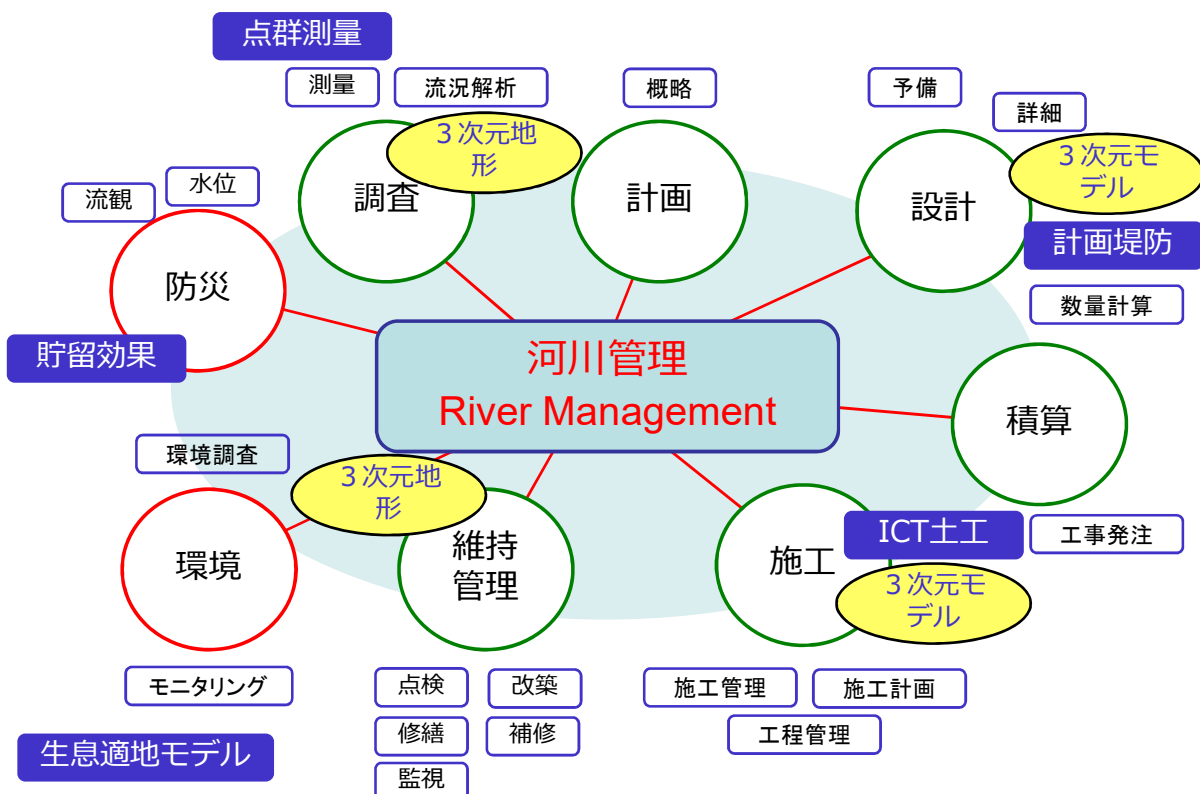 点群測量
測量
流況解析
概略
予備
詳細
３次元地
形
３次元モ
デル
調査
計画
設計
流観
水位
防災
計画堤防
数量計算
貯留効果
河川管理
River Management
積算
環境調査
３次元地
形
環境
維持
管理
施工
ICT土工
工事発注
３次元モ
デル
モニタリング
点検
改築
施工管理
施工計画
修繕
補修
工程管理
生息適地モデル
監視